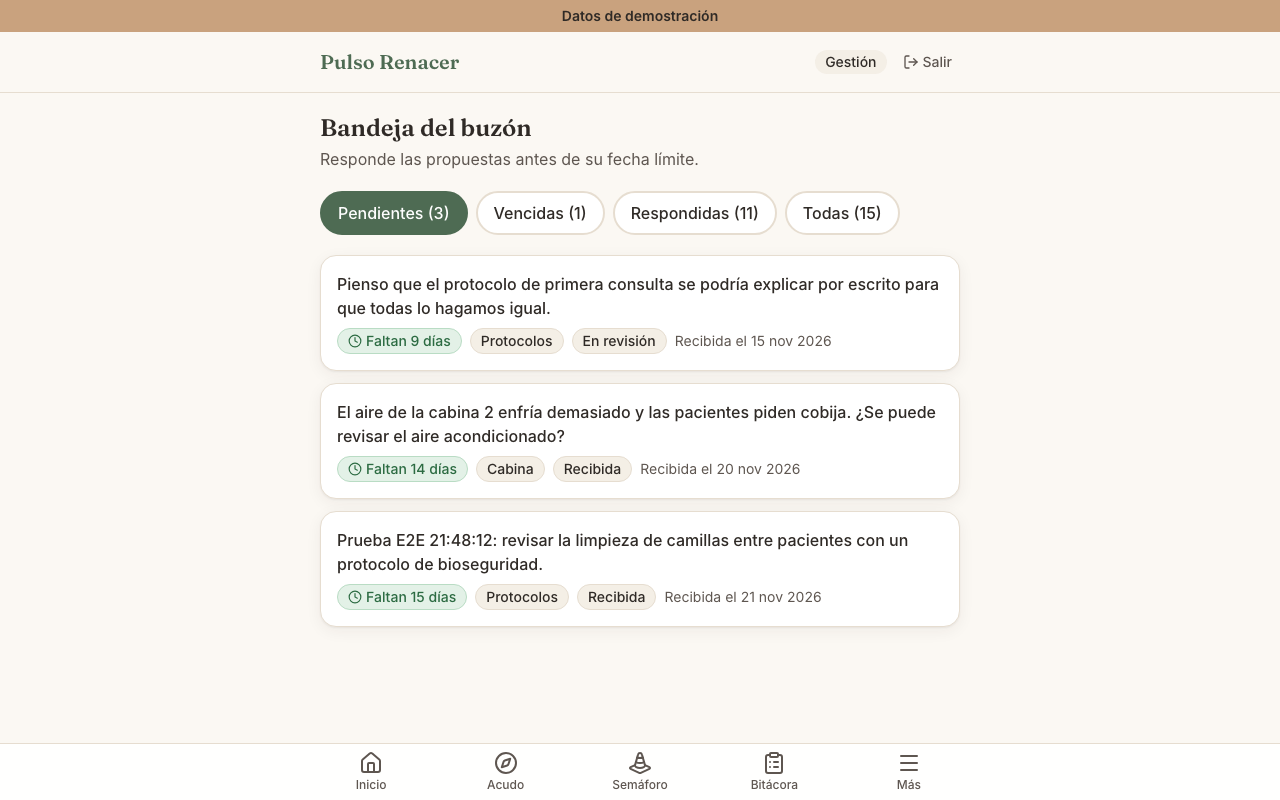 Datos de demostración
Pulso Renacer
Gestión
Salir
Bandeja del buzón
Responde las propuestas antes de su fecha límite.
Pendientes (3)
Vencidas (1)
Respondidas (11)
Todas (15)
Pienso que el protocolo de primera consulta se podría explicar por escrito para
que todas lo hagamos igual.
Faltan 9 días
Protocolos
En revisión
Recibida el 15 nov 2026
El aire de la cabina 2 enfría demasiado y las pacientes piden cobija. ¿Se puede
revisar el aire acondicionado?
Faltan 14 días
Cabina
Recibida
Recibida el 20 nov 2026
Prueba E2E 21:48:12: revisar la limpieza de camillas entre pacientes con un
protocolo de bioseguridad.
Faltan 15 días
Protocolos
Recibida
Recibida el 21 nov 2026
Inicio
Acudo
Semáforo
Bitácora
Más